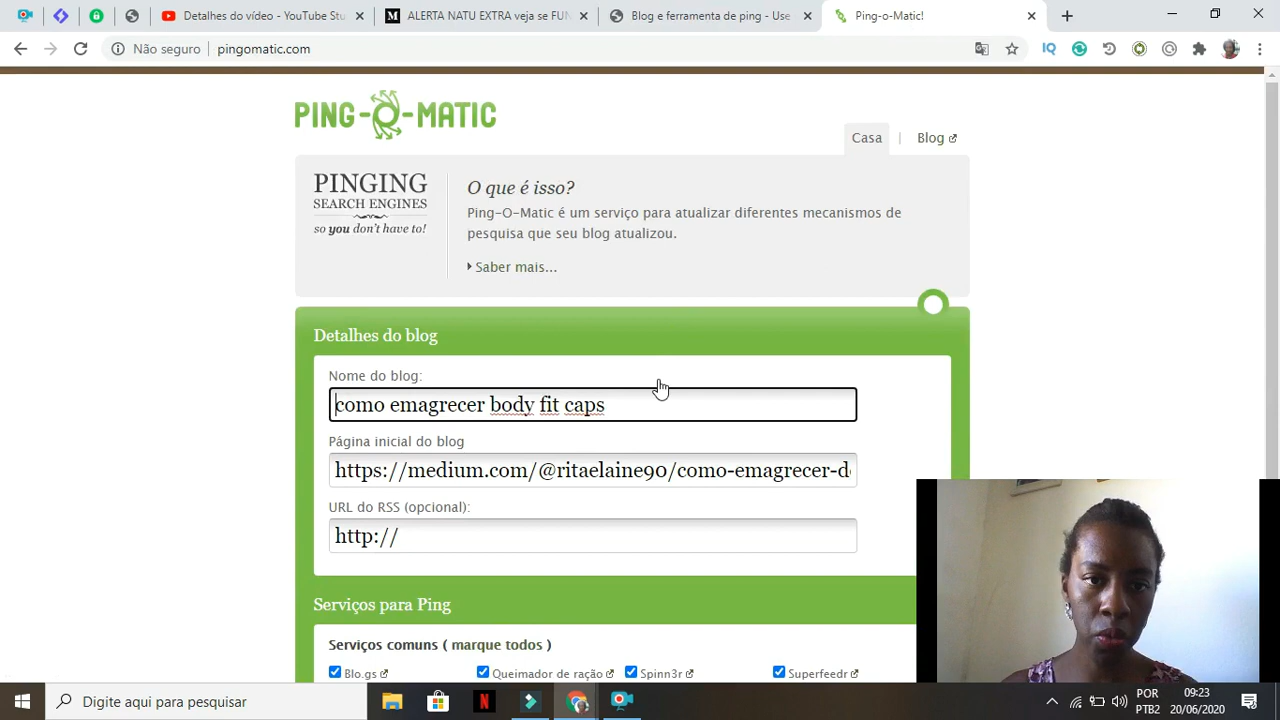 Detalhes do vídeo - YouTube Stu
ALERTA NATU EXTRA veja se FUN
Blog e ferramenta de ping - Use
Ping-o-Matic!
Não seguro
pingomatic.com
PING-O-MATIC
Casa
Blog
PINGING
SEARCH ENGINES
so you don't have to!
O que é isso?
Ping-O-Matic é um serviço para atualizar diferentes mecanismos de
pesquisa que seu blog atualizou.
Saber mais...
Detalhes do blog
Nome do blog:
como emagrecer body fit caps
Página inicial do blog
https://medium.com/@ritaelaine90/como-emagrecer-d
URL do RSS (opcional):
http://
Serviços para Ping
Serviços comuns ( marque todos )
Blo.gs
Queimador de ração
Spinn3r
Superfeedr
Digite aqui para pesquisar
POR
PTB2
09:23
20/06/2020